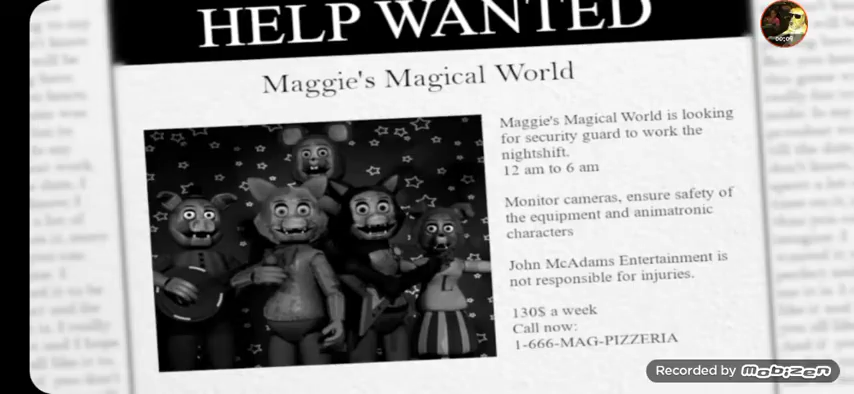 HELP WANTED
Maggie's Magical World
Maggie's Magical World is looking
for security guard to work the
nightshift.
12 am to 6 am
Monitor cameras, ensure safety of
the equipment and animatronic
characters
John McAdams Entertainment is
not responsible for injuries.
130$ a week
Call now:
1-666-MAG-PIZZERIA
L
00:04
Recorded by mobizen